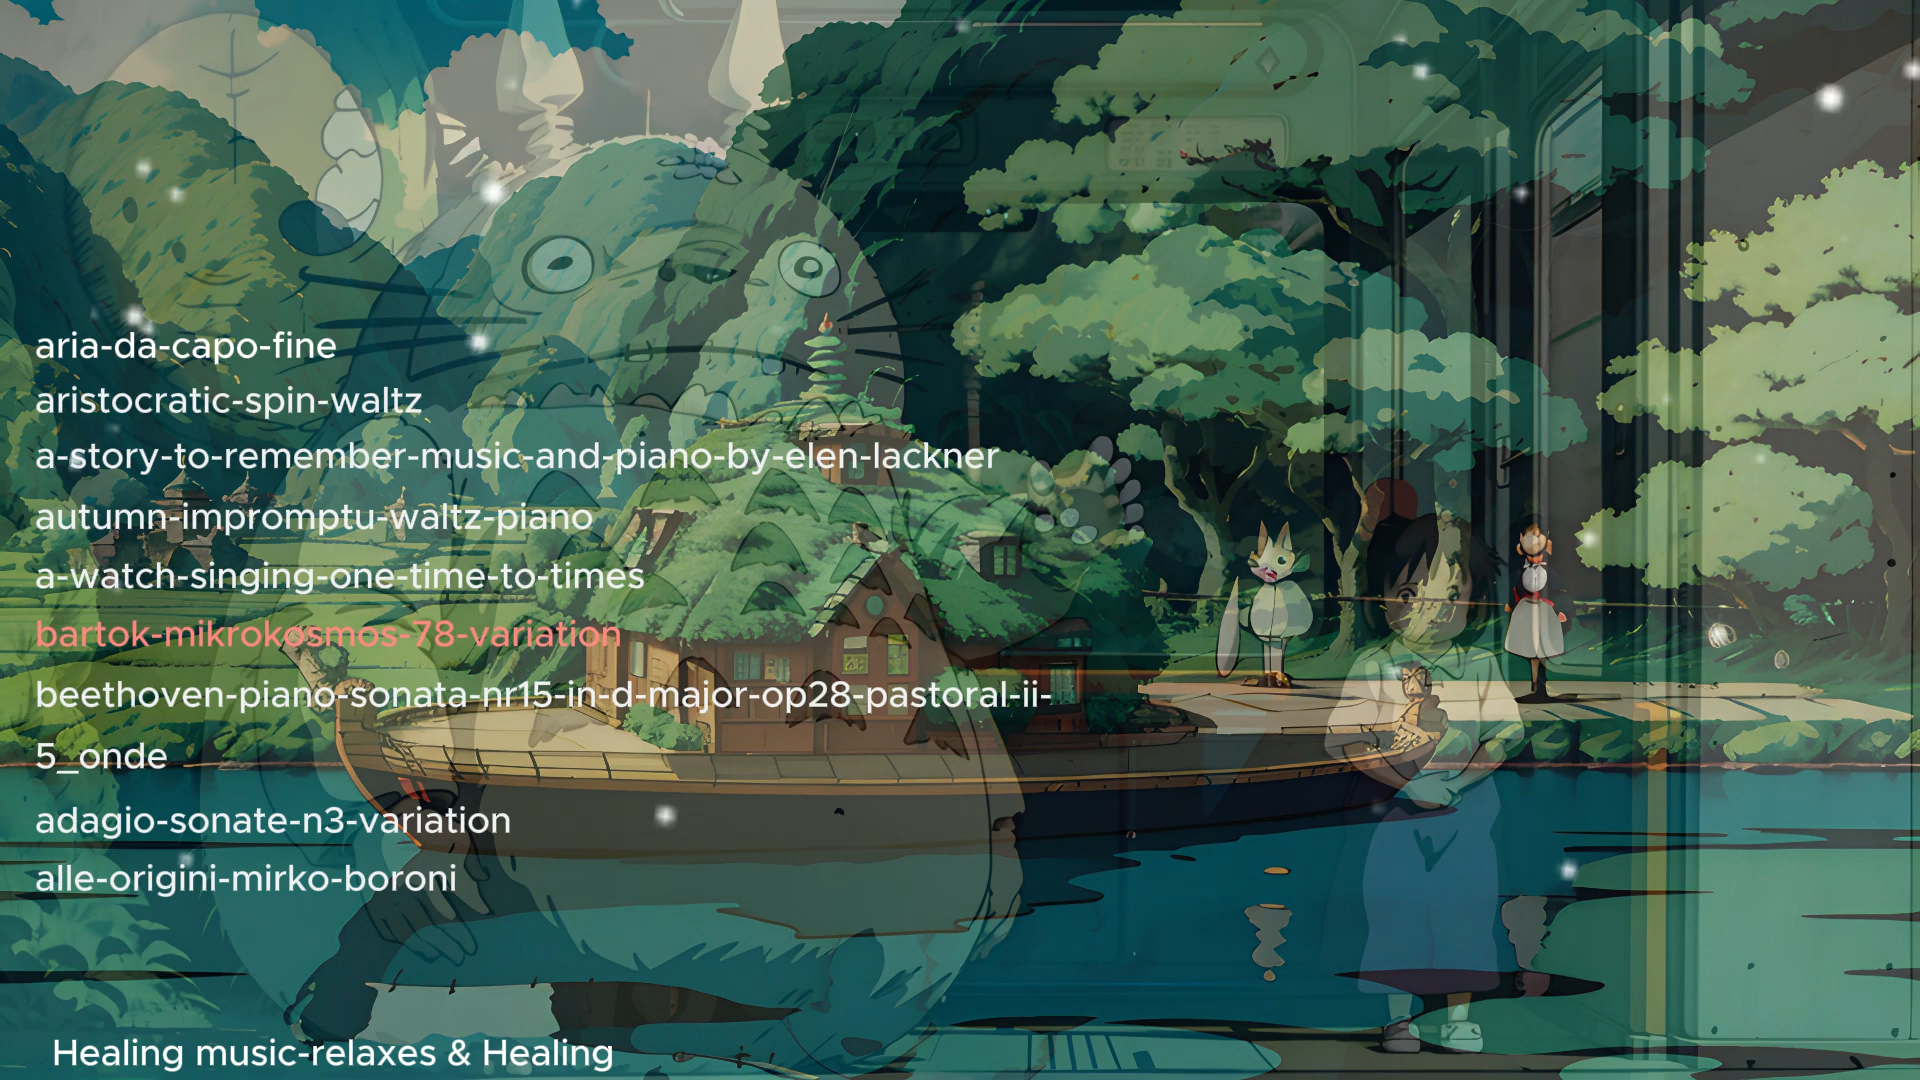 aria-da-capo-fine
aristocratic-spin-waltz
a-story-to-remember-music-and-piano-by-elen-lackner
autumn-impromptu-waltz-piano
a-watch-singing-one-time-to-times
bartok-mikrokosmos-78-variation
beethoven-piano-sonata-nr15-in-d-major-op28-pastoral-ii-
5_onde
adagio-sonate-n3-variation
alle-origini-mirko-boroni
Healing music-relaxes & Healing